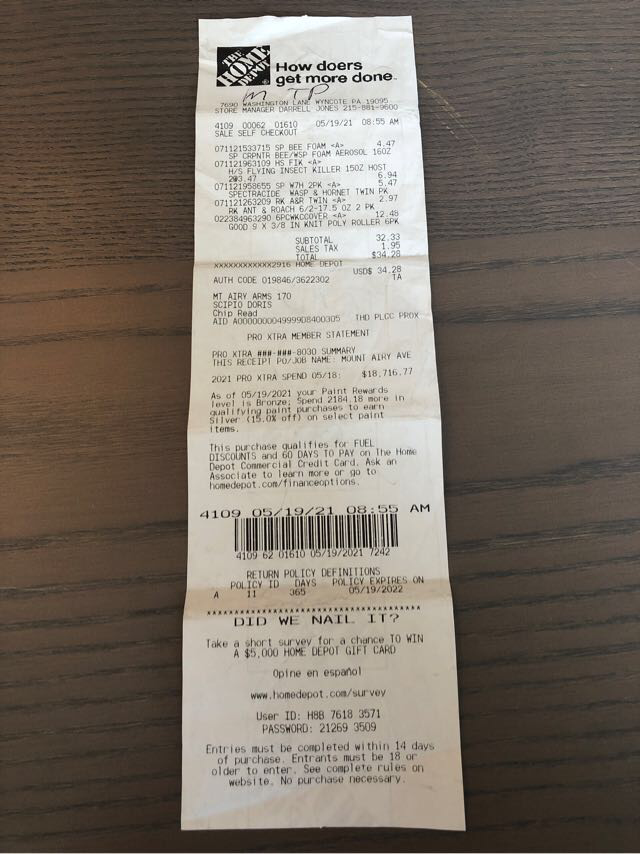 THE HOME DEPOT
How doers
get more done™
M TP
7690 WASHINGTON LANE WYNCOTE PA 19095
STORE MANAGER DARRELL JONES 215-881-9600
4109 00062 01610 05/19/21 08:55 AM
SALE SELF CHECKOUT
071121533715 SP BEE FOAM <A> 4.47
SP CRPNTR BEE/WSP FOAM AEROSOL 16OZ
071121963109 HS FIK <A>
H/S FLYING INSECT KILLER 15OZ HOST
2@3.47 6.94
071121958655 SP W7H 2PK <A> 5.47
SPECTRACIDE WASP & HORNET TWIN PK
071121263209 RK A&R TWIN <A> 2.97
RK ANT & ROACH 6/2-17.5 OZ 2 PK
022384963290 6PCWKCCOVER <A> 12.48
GOOD 9 X 3/8 IN KNIT POLY ROLLER 6PK
SUBTOTAL 32.33
SALES TAX 1.95
TOTAL $34.28
XXXXXXXXXXXX2916 HOME DEPOT
USD$ 34.28
AUTH CODE 019846/3622302 TA
MT AIRY ARMS 170
SCIPIO DORIS
Chip Read
AID A0000000049999D8400305 THD PLCC PROX
PRO XTRA MEMBER STATEMENT
PRO XTRA ###-###-8030 SUMMARY
THIS RECEIPT PO/JOB NAME: MOUNT AIRY AVE
2021 PRO XTRA SPEND 05/18: $18,716.77
As of 05/19/2021 your Paint Rewards
level is Bronze; Spend 2184.18 more in
qualifying paint purchases to earn
Silver (15.0% off) on select paint
items.
This purchase qualifies for FUEL
DISCOUNTS and 60 DAYS TO PAY on The Home
Depot Commercial Credit Card. Ask an
Associate to learn more or go to
homedepot.com/financeoptions.
4109 05/19/21 08:55 AM
4109 62 01610 05/19/2021 7242
RETURN POLICY DEFINITIONS
POLICY ID DAYS POLICY EXPIRES ON
A 11 365 05/19/2022
****************************************
DID WE NAIL IT?
Take a short survey for a chance TO WIN
A $5,000 HOME DEPOT GIFT CARD
Opine en español
www.homedepot.com/survey
User ID: H8B 7618 3571
PASSWORD: 21269 3509
Entries must be completed within 14 days
of purchase. Entrants must be 18 or
older to enter. See complete rules on
website. No purchase necessary.